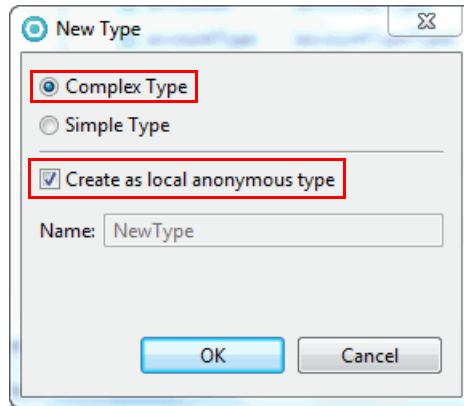 New Type
Complex Type
Simple Type
Create as local anonymous type
Name: NewType
OK Cancel